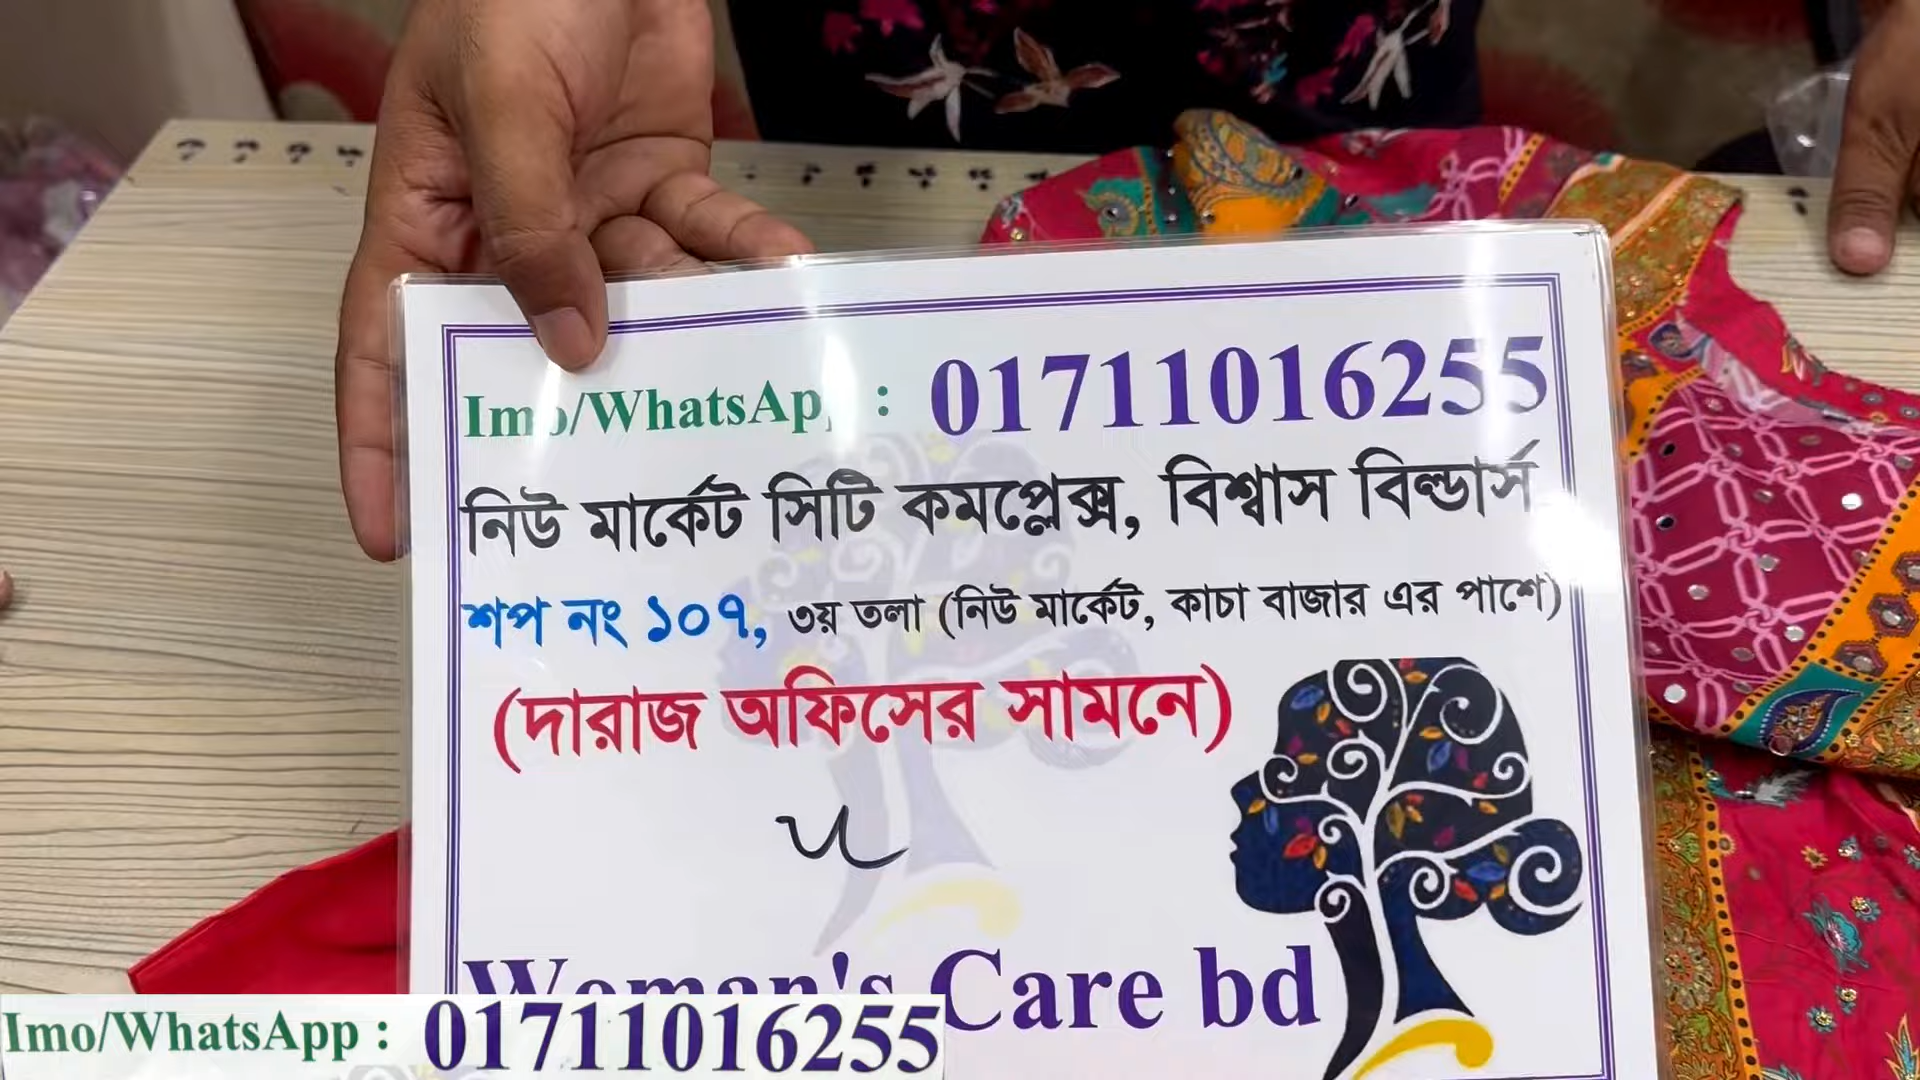 Imo/WhatsApp : 01711016255
নিউ মার্কেট সিটি কমপ্লেক্স, বিশ্বাস বিল্ডার্স
শপ নং ১০৭, ৩য় তলা (নিউ মার্কেট, কাচা বাজার এর পাশে)
(দারাজ অফিসের সামনে)
Woman's Care bd
Imo/WhatsApp : 01711016255